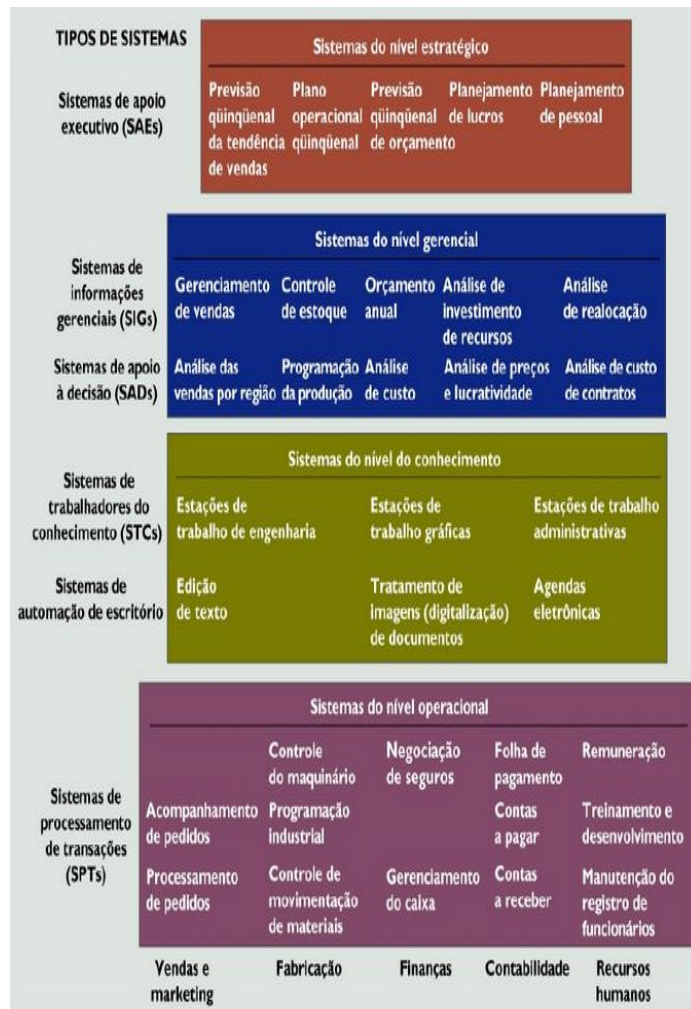 TIPOS DE SISTEMAS
Sistemas do nível estratégico
Sistemas de apoio
executivo (SAEs)
Previsão
qüinqüenal
da tendência
de vendas
Plano
operacional
qüinqüenal
Previsão
qüinqüenal
de orçamento
Planejamento
de lucros
Planejamento
de pessoal
Sistemas do nível gerencial
Sistemas de
informações
gerenciais (SIGs)
Gerenciamento
de vendas
Controle
de estoque
Orçamento
anual
Análise de
investimento
de recursos
Análise
de realocação
Sistemas de apoio
à decisão (SADs)
Análise das
vendas por região
Programação
da produção
Análise
de custo
Análise de preços
e lucratividade
Análise de custo
de contratos
Sistemas do nível do conhecimento
Sistemas de
trabalhadores do
conhecimento (STCs)
Estações de
trabalho de engenharia
Estações de
trabalho gráficas
Estações de trabalho
administrativas
Sistemas de
automação de escritório
Edição
de texto
Tratamento de
imagens (digitalização)
de documentos
Agendas
eletrônicas
Sistemas do nível operacional
Sistemas de
processamento
de transações
(SPTs)
Controle
do maquinário
Negociação
de seguros
Folha de
pagamento
Remuneração
Acompanhamento
de pedidos
Programação
industrial
Contas
a pagar
Treinamento e
desenvolvimento
Processamento
de pedidos
Controle de
movimentação
de materiais
Gerenciamento
do caixa
Contas
a receber
Manutenção do
registro de
funcionários
Vendas e
marketing
Fabricação
Finanças
Contabilidade
Recursos
humanos